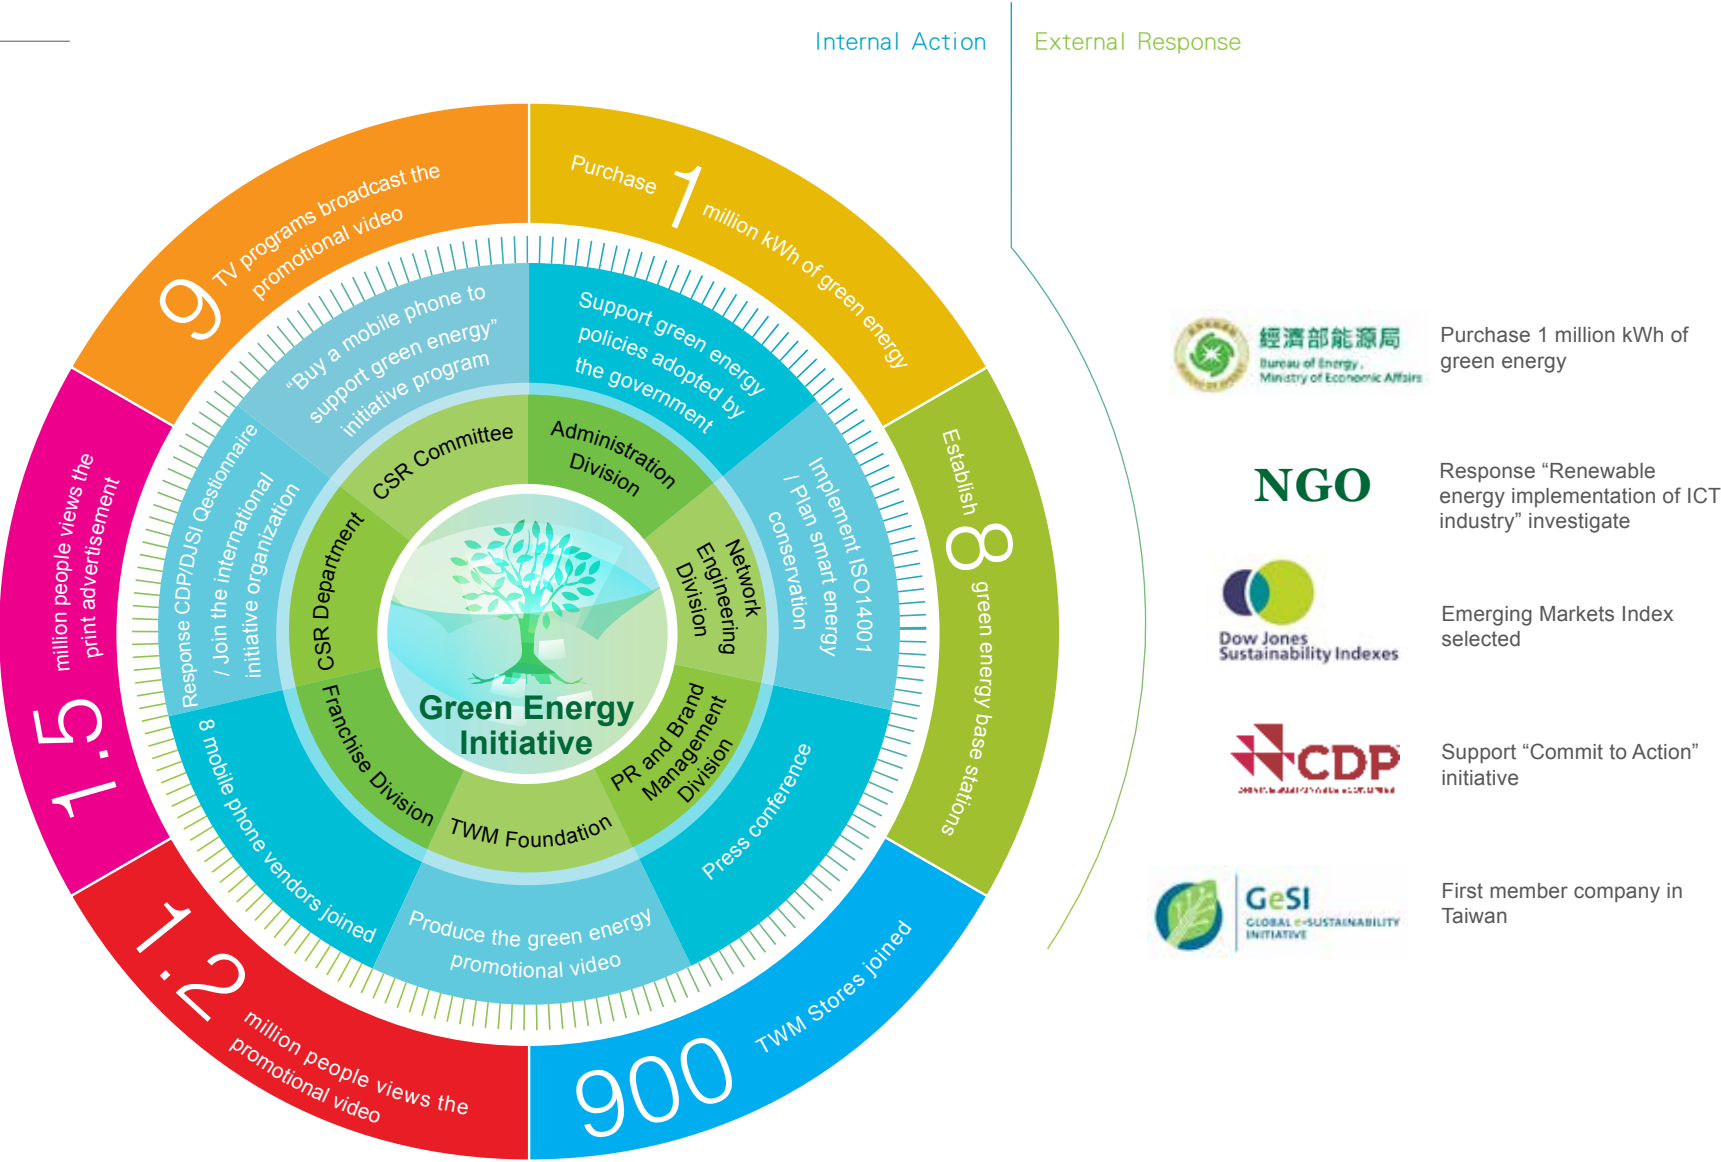 Internal Action
External Response
Purchase
1
million kWh of green energy
Establish
8
green energy base stations
900
TWM Stores joined
1.2
million people views the
promotional video
1.5
million people views the
print advertisement
9
TV programs broadcast the
promotional video
Support green energy
policies adopted by
the government
Implement ISO14001
/ Plan smart energy
conservation
Press conference
Produce the green energy
promotional video
8 mobile phone vendors joined
Response CDP/DJSI Qestionnaire
/ Join the international
initiative organization
“Buy a mobile phone to
support green energy”
initiative program
Administration
Division
Network
Engineering
Division
PR and Brand
Management
Division
TWM Foundation
Franchise Division
CSR Department
CSR Committee
Green Energy
Initiative
經濟部能源局
Bureau of Energy,
Ministry of Economic Affairs
Purchase 1 million kWh of
green energy
NGO
Response “Renewable
energy implementation of ICT
industry” investigate
Dow Jones
Sustainability Indexes
Emerging Markets Index
selected
CDP
Support “Commit to Action”
initiative
GeSI
GLOBAL e-SUSTAINABILITY
INITIATIVE
First member company in
Taiwan